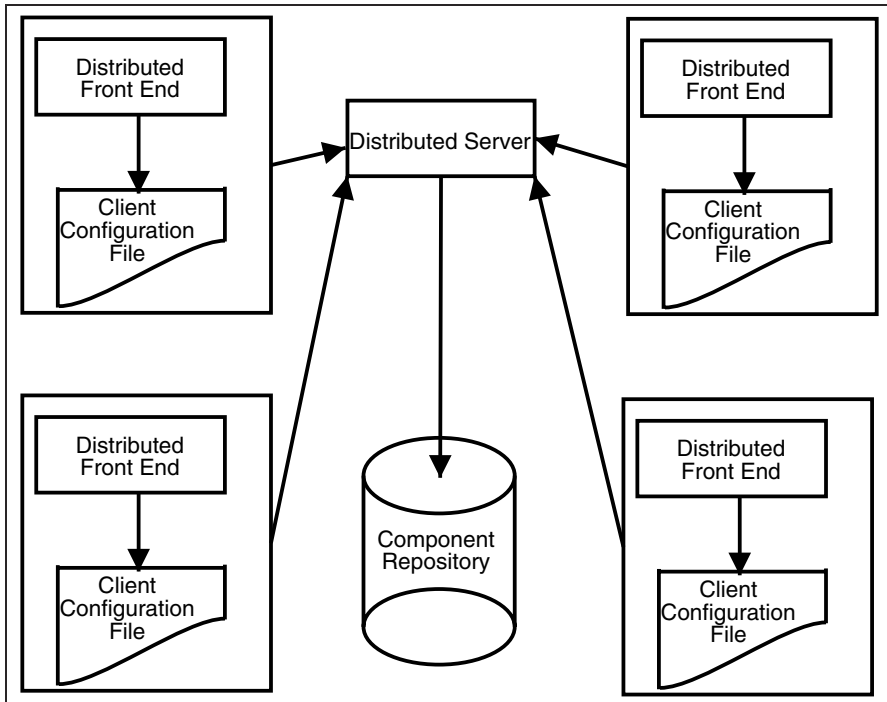 Distributed
Front End
Client
Configuration
File
Distributed Server
Distributed
Front End
Client
Configuration
File
Distributed
Front End
Client
Configuration
File
Component
Repository
Distributed
Front End
Client
Configuration
File